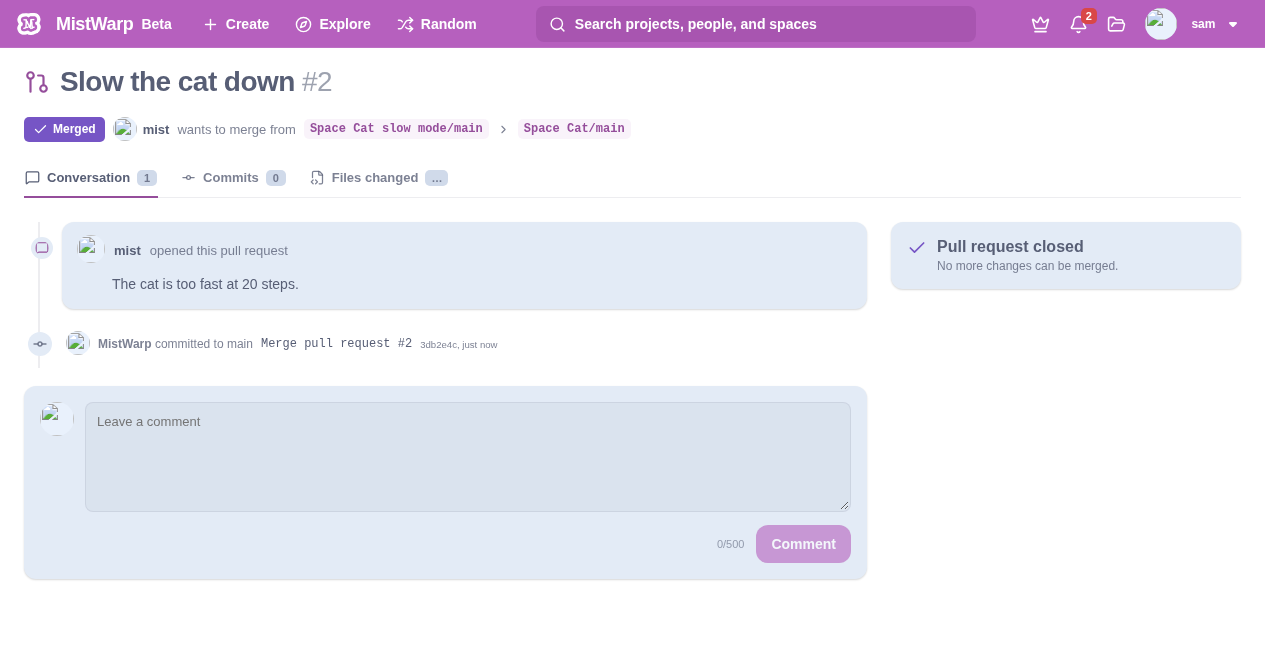 MistWarp Beta Create Explore Random Search projects, people, and spaces 2 sam
Slow the cat down #2
Merged mist wants to merge from Space Cat slow mode/main Space Cat/main
Conversation 1 Commits 0 Files changed ...
mist opened this pull request
The cat is too fast at 20 steps.
Pull request closed
No more changes can be merged.
MistWarp committed to main Merge pull request #2 3db2e4c, just now
Leave a comment
0/500 Comment